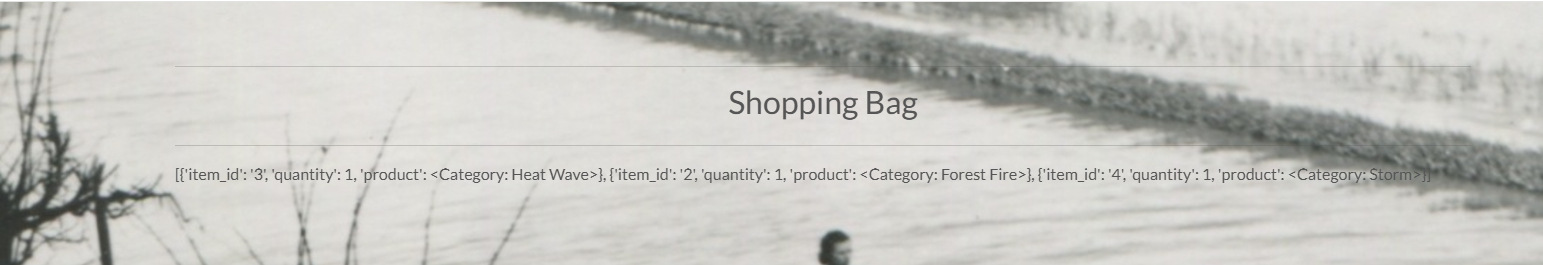 Shopping Bag
[{'item_id': '3', 'quantity': 1, 'product': <Category: Heat Wave>}, {'item_id': '2', 'quantity': 1, 'product': <Category: Forest Fire>}, {'item_id': '4', 'quantity': 1, 'product': <Category: Storm>}]